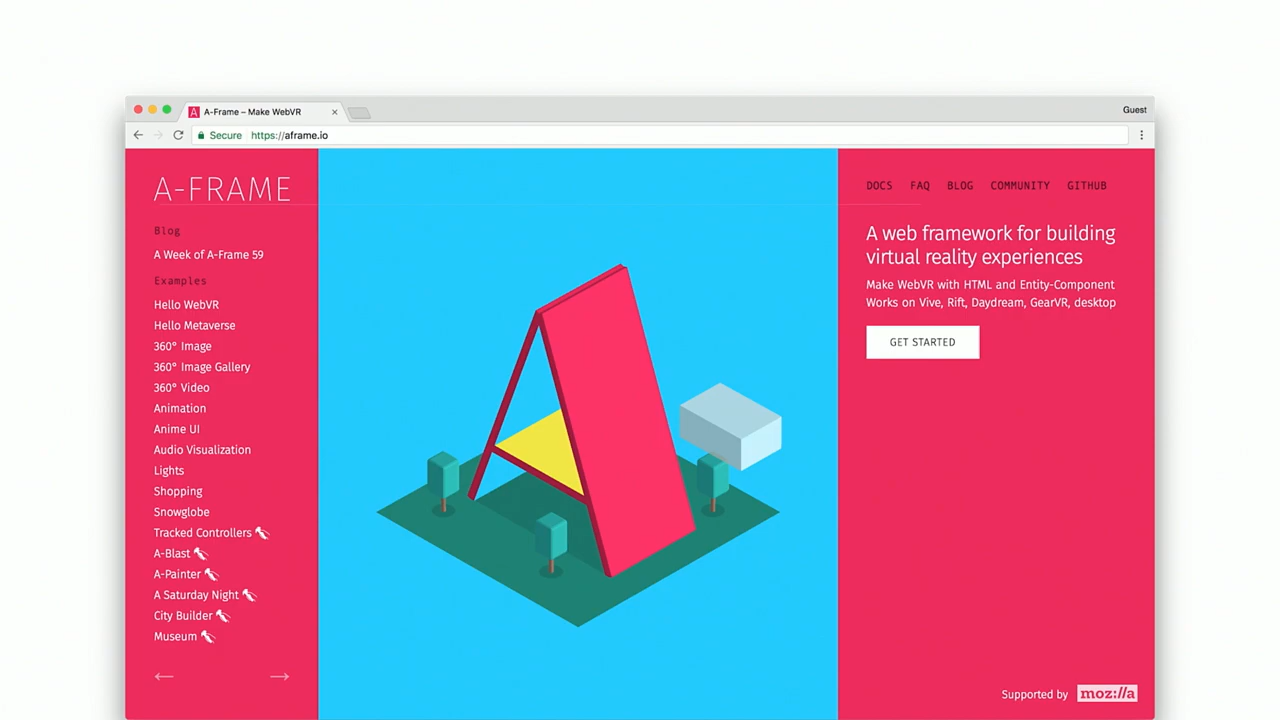 A-Frame – Make WebVR
Guest
Secure https://aframe.io
A-FRAME
Blog
A Week of A-Frame 59
Examples
Hello WebVR
Hello Metaverse
360° Image
360° Image Gallery
360° Video
Animation
Anime UI
Audio Visualization
Lights
Shopping
Snowglobe
Tracked Controllers
A-Blast
A-Painter
A Saturday Night
City Builder
Museum
DOCS FAQ BLOG COMMUNITY GITHUB
A web framework for building
virtual reality experiences
Make WebVR with HTML and Entity-Component
Works on Vive, Rift, Daydream, GearVR, desktop
GET STARTED
Supported by moz://a